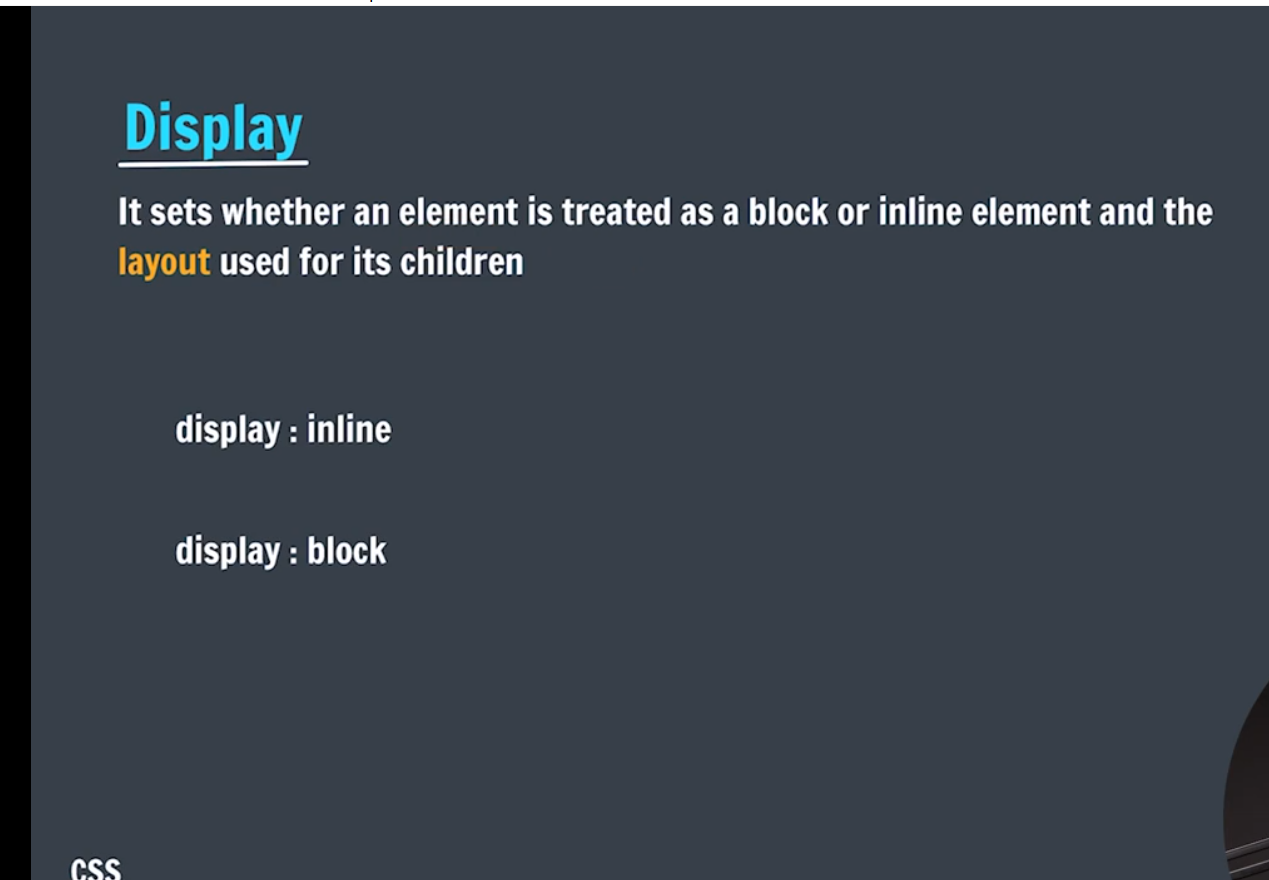 Display
It sets whether an element is treated as a block or inline element and the
layout used for its children
display : inline
display : block
CSS